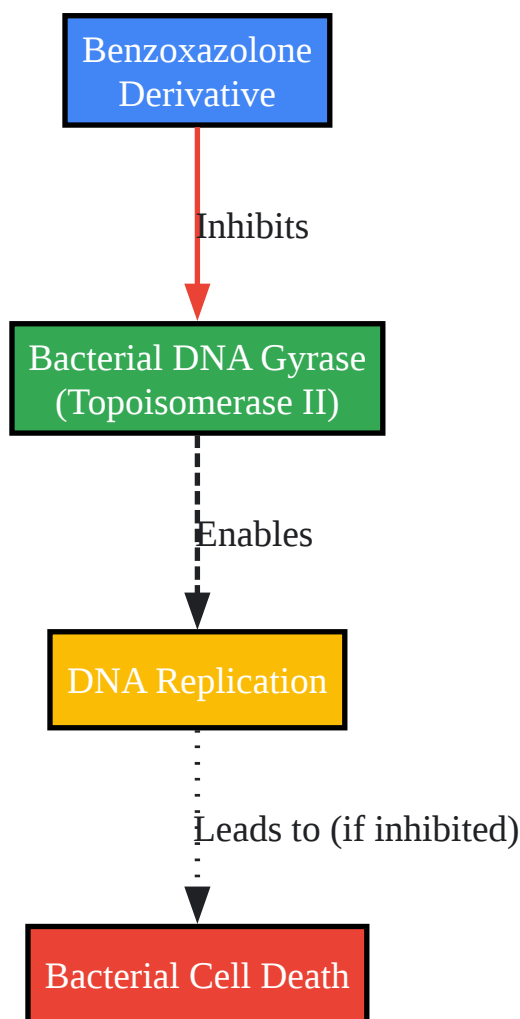 Benzoxazolone
Derivative
Inhibits
Bacterial DNA Gyrase
(Topoisomerase II)
Enables
DNA Replication
Leads to (if inhibited)
Bacterial Cell Death